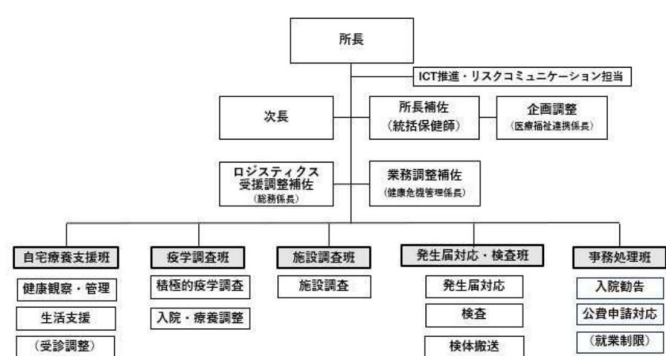 所長
ICT推進・リスクコミュニケーション担当
次長
所長補佐
(統括保健師)
企画調整
(医療福祉連携係長)
ロジスティクス
受援調整補佐
(総務係長)
業務調整補佐
(健康危機管理係長)
自宅療養支援班
疫学調査班
施設調査班
発生届対応・検査班
事務処理班
健康観察・管理
積極的疫学調査
施設調査
発生届対応
入院勧告
生活支援
入院・療養調整
検査
公費申請対応
(受診調整)
検体搬送
(就業制限)